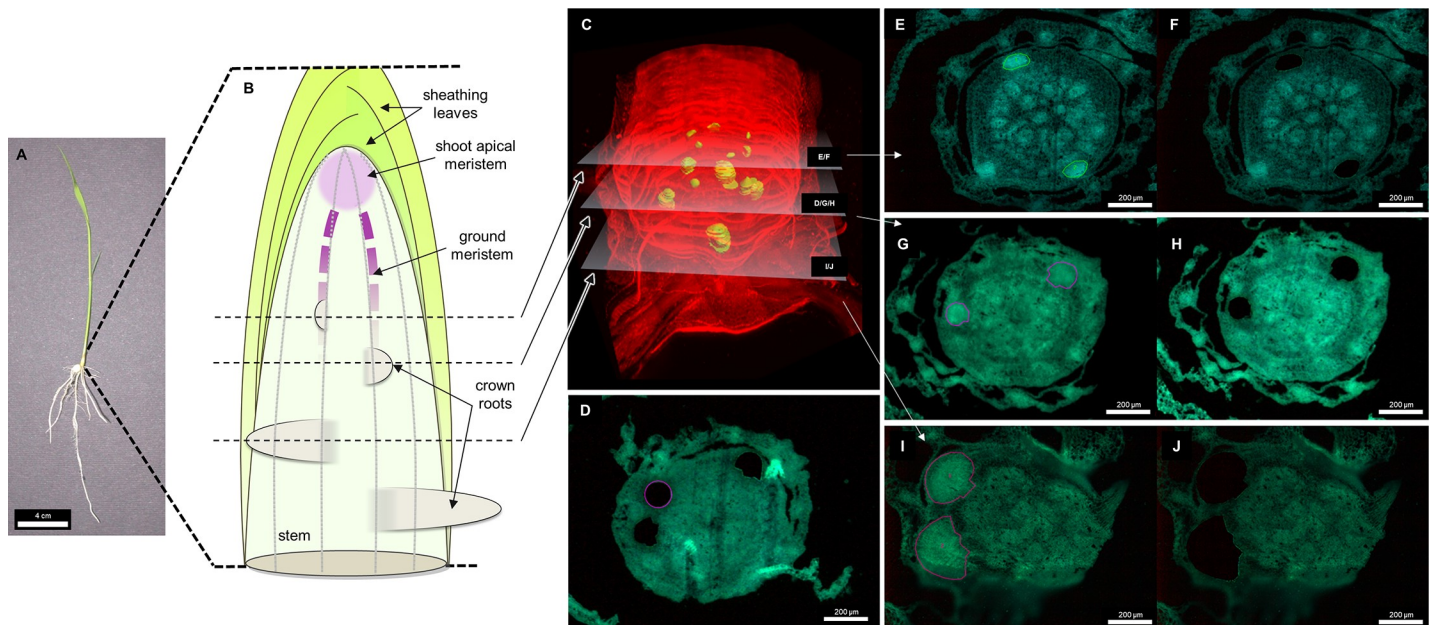 A
4 cm
B
sheathing
leaves
shoot apical
meristem
ground
meristem
crown
roots
stem
C
E/F
D/G/H
I/J
D
200 µm
E
200 µm
F
200 µm
G
200 µm
H
200 µm
I
200 µm
J
200 µm